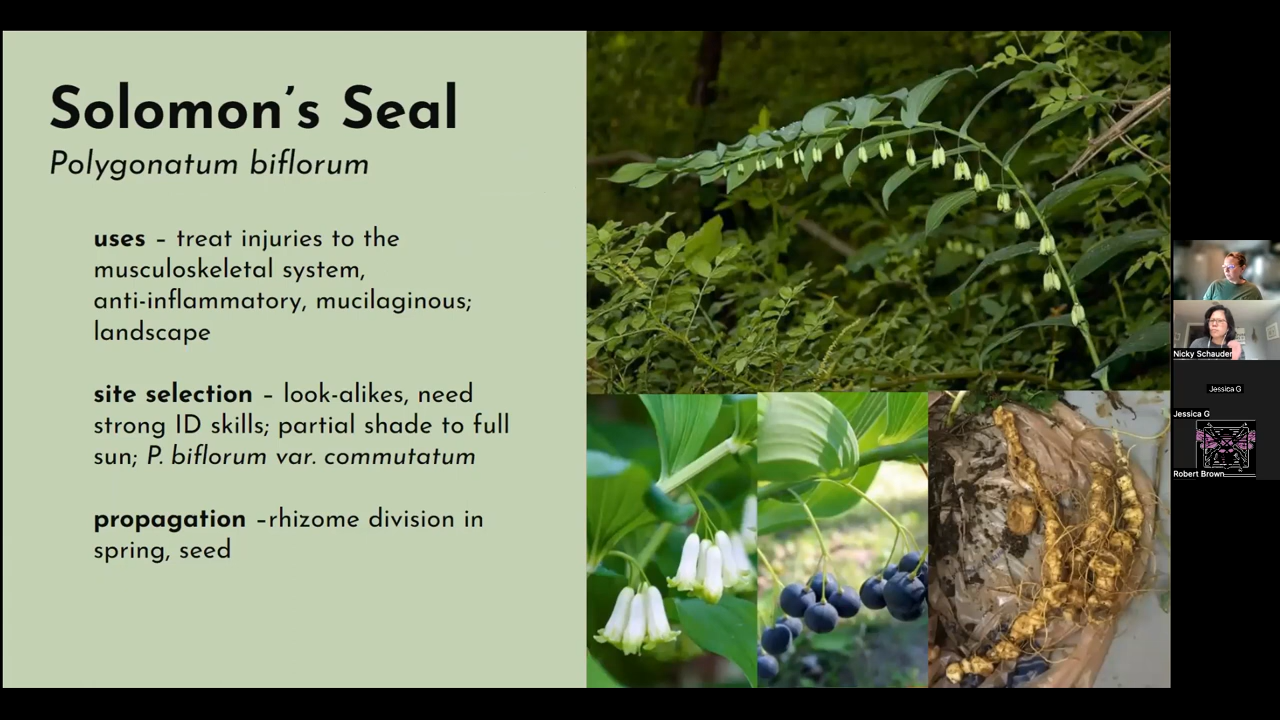 Solomon's Seal
Polygonatum biflorum
uses – treat injuries to the
musculoskeletal system,
anti-inflammatory, mucilaginous;
landscape
site selection – look-alikes, need
strong ID skills; partial shade to full
sun; P. biflorum var. commutatum
propagation –rhizome division in
spring, seed
Nicky Schauder
Jessica G
Jessica G
Robert Brown